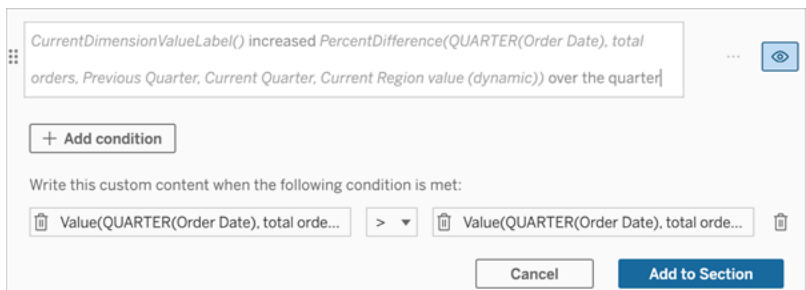 CurrentDimensionValueLabel() increased PercentDifference(QUARTER(Order Date), total
orders, Previous Quarter, Current Quarter, Current Region value (dynamic)) over the quarter
+ Add condition
Write this custom content when the following condition is met:
Value(QUARTER(Order Date), total orde... > Value(QUARTER(Order Date), total orde...
Cancel Add to Section